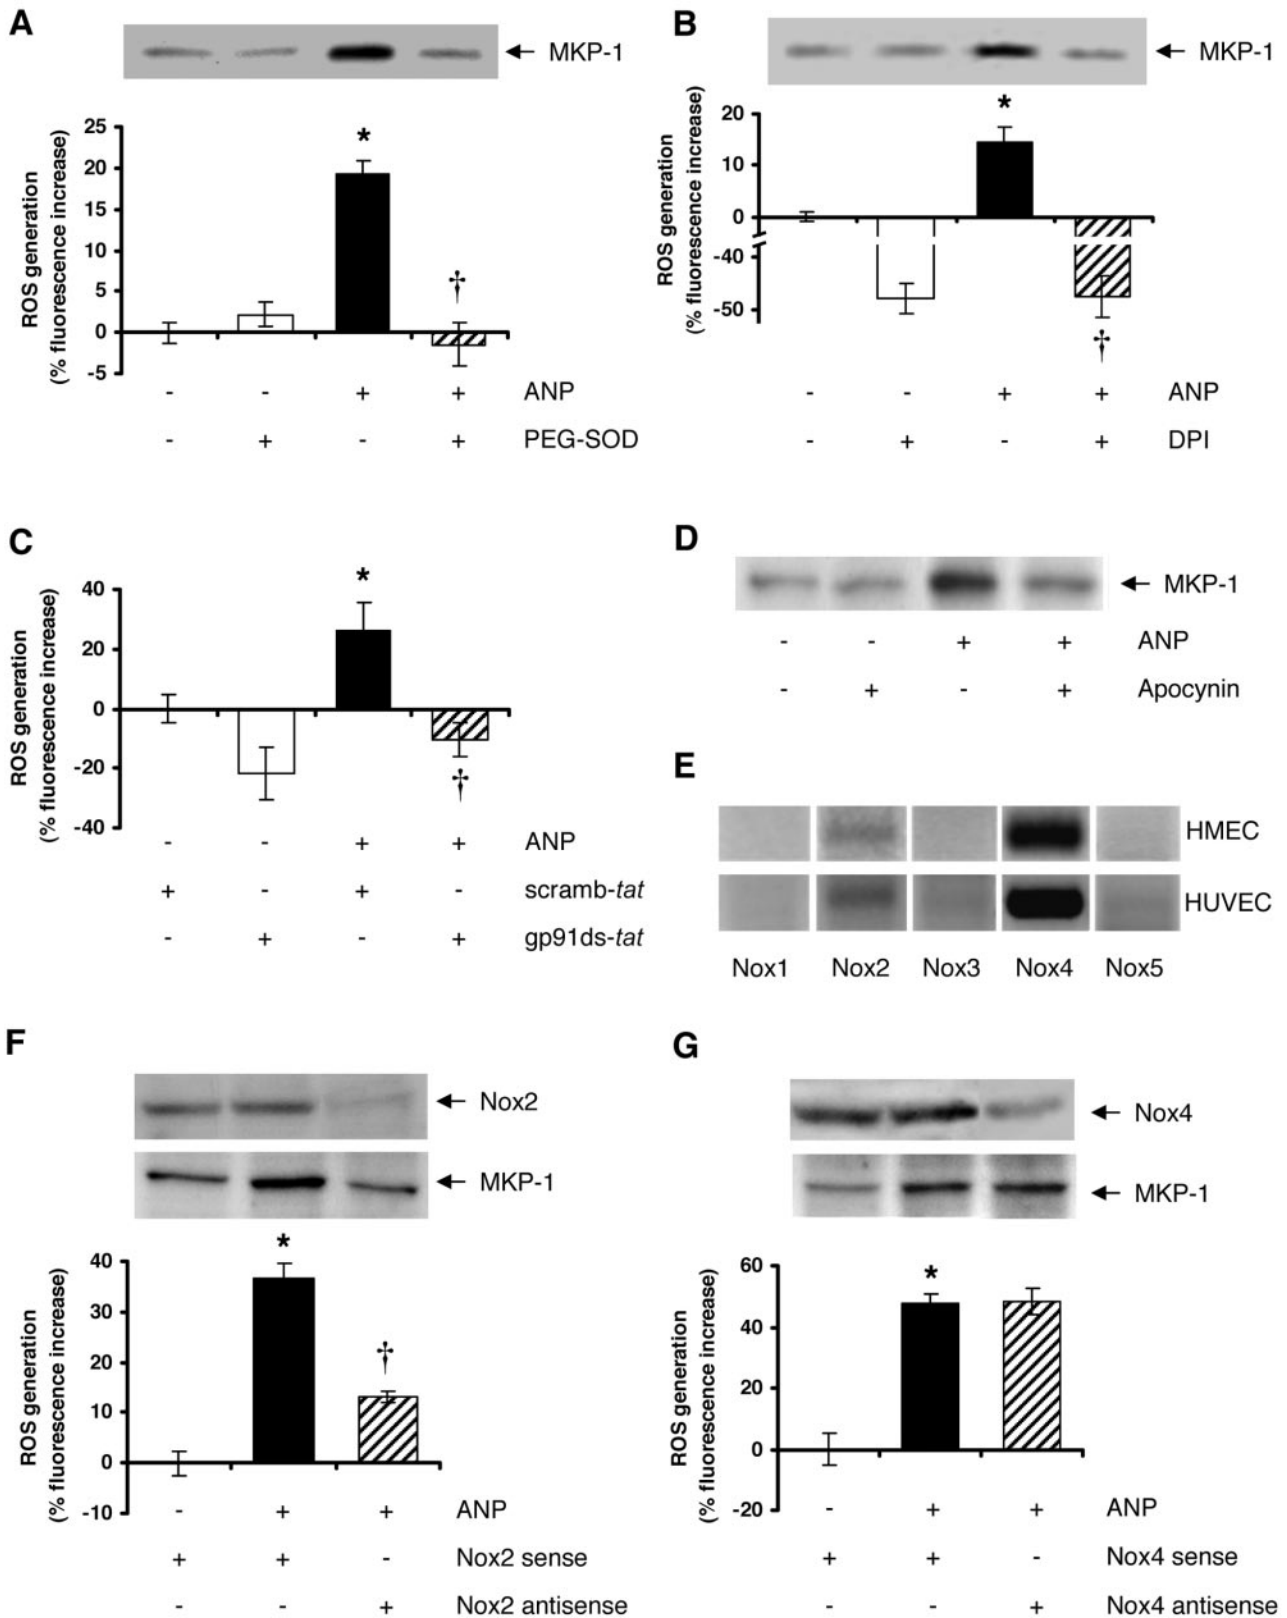 A
← MKP-1
ROS generation
(% fluorescence increase)
25
20
15
10
5
0
-5
*
†
- - + + ANP
- + - + PEG-SOD
B
← MKP-1
ROS generation
(% fluorescence increase)
20
10
0
-40
-50
*
†
- - + + ANP
- + - + DPI
C
ROS generation
(% fluorescence increase)
40
20
0
-20
-40
*
†
- - + + ANP
+ - + - scramb-tat
- + - + gp91ds-tat
D
← MKP-1
- - + + ANP
- + - + Apocynin
E
HMEC
HUVEC
Nox1 Nox2 Nox3 Nox4 Nox5
F
← Nox2
← MKP-1
ROS generation
(% fluorescence increase)
40
30
20
10
0
-10
*
†
- + + ANP
+ + - Nox2 sense
- - + Nox2 antisense
G
← Nox4
← MKP-1
ROS generation
(% fluorescence increase)
60
40
20
0
-20
*
- + + ANP
+ + - Nox4 sense
- - + Nox4 antisense